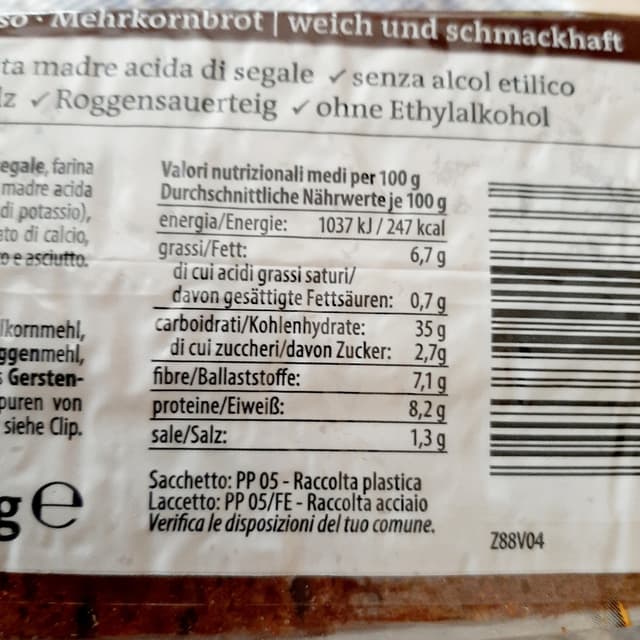 so · Mehrkornbrot | weich und schmackhaft
ta madre acida di segale ✓ senza alcol etilico
lz ✓ Roggensauerteig ✓ ohne Ethylalkohol
egale, farina
madre acida
di potassio),
ato di calcio,
o e asciutto.
lkornmehl,
ggenmehl,
s Gersten-
puren von
siehe Clip.
g e
Valori nutrizionali medi per 100 g
Durchschnittliche Nährwerte je 100 g
energia/Energie: 1037 kJ / 247 kcal
grassi/Fett: 6,7 g
di cui acidi grassi saturi/
davon gesättigte Fettsäuren: 0,7 g
carboidrati/Kohlenhydrate: 35 g
di cui zuccheri/davon Zucker: 2,7g
fibre/Ballaststoffe: 7,1 g
proteine/Eiweiß: 8,2 g
sale/Salz: 1,3 g
Sacchetto: PP 05 - Raccolta plastica
Laccetto: PP 05/FE - Raccolta acciaio
Verifica le disposizioni del tuo comune.
Z88V04